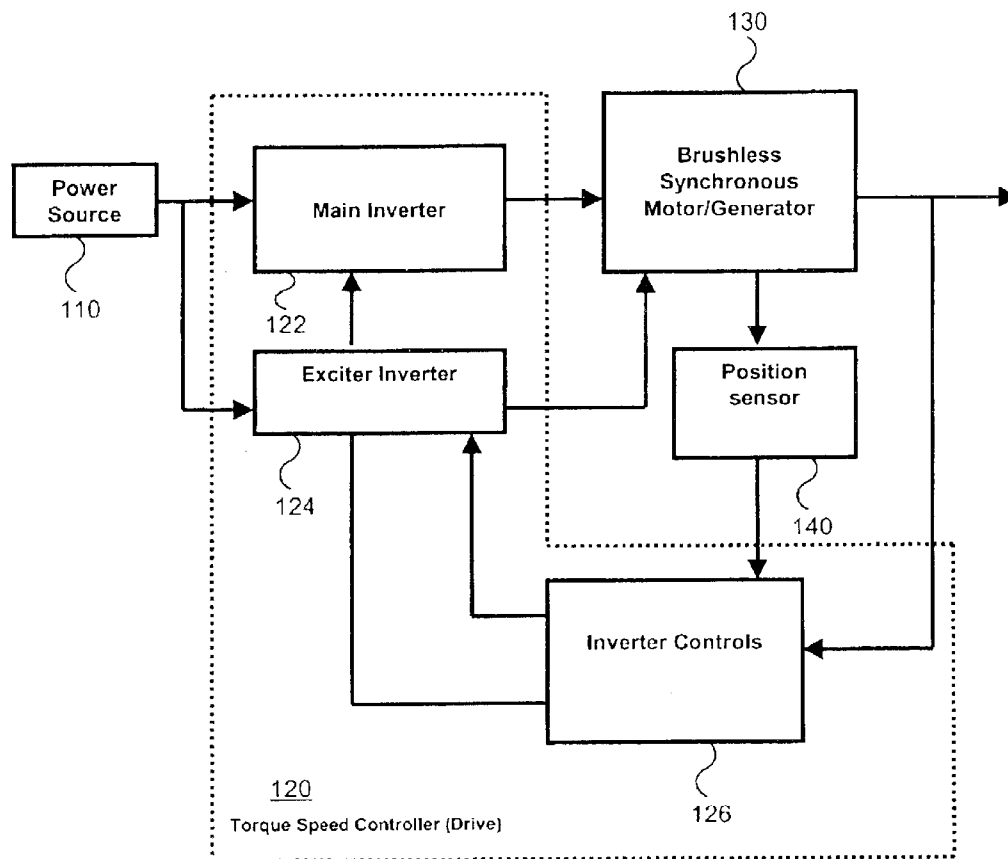 130
Power
Source
110
Main Inverter
122
Brushless
Synchronous
Motor/Generator
Exciter Inverter
124
Position
sensor
140
Inverter Controls
126
120
Torque Speed Controller (Drive)